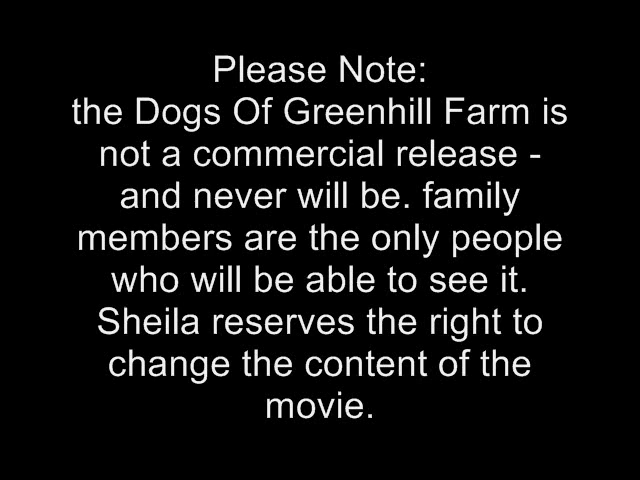 Please Note:
the Dogs Of Greenhill Farm is
not a commercial release -
and never will be. family
members are the only people
who will be able to see it.
Sheila reserves the right to
change the content of the
movie.